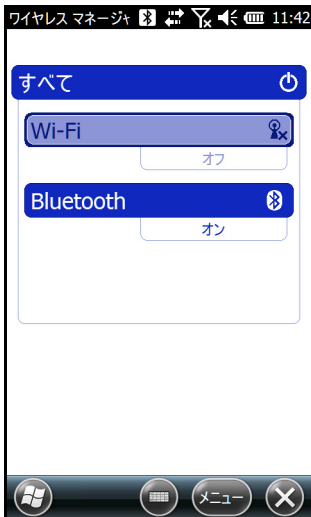 ワイヤレス マネージャ 11:42
すべて
Wi-Fi
オフ
Bluetooth
オン
メニュー